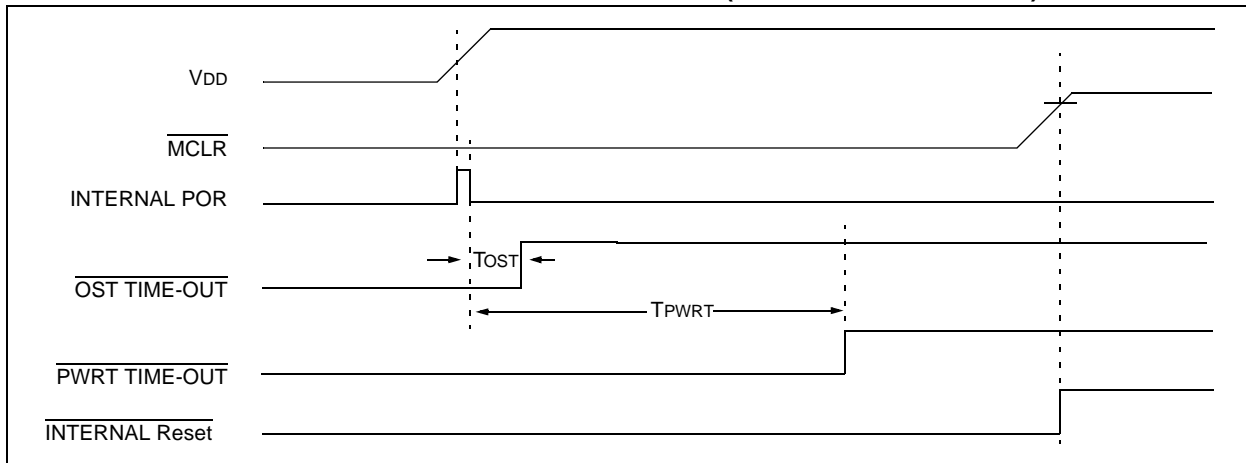 VDD
MCLR
INTERNAL POR
TOST
OST TIME-OUT
TPWRT
PWRT TIME-OUT
INTERNAL Reset